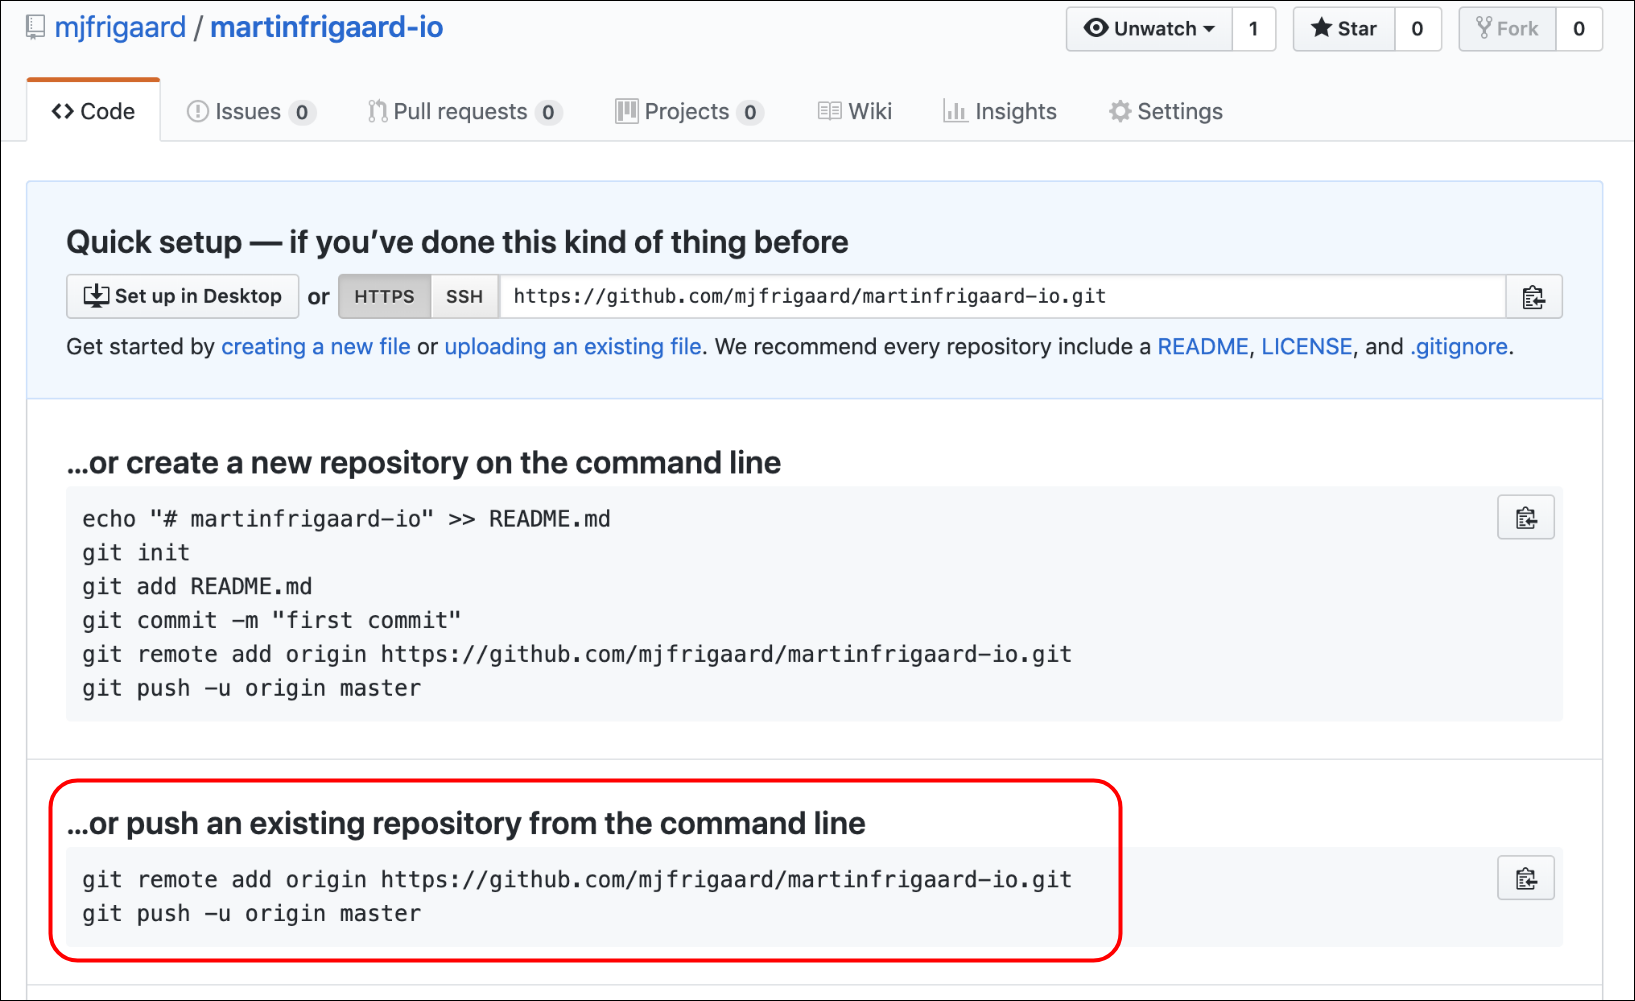 mjfrigaard / martinfrigaard-io
Unwatch 1 Star 0 Fork 0
Code Issues 0 Pull requests 0 Projects 0 Wiki Insights Settings
Quick setup — if you’ve done this kind of thing before
Set up in Desktop or HTTPS SSH https://github.com/mjfrigaard/martinfrigaard-io.git
Get started by creating a new file or uploading an existing file. We recommend every repository include a README, LICENSE, and .gitignore.
…or create a new repository on the command line
echo "# martinfrigaard-io" >> README.md
git init
git add README.md
git commit -m "first commit"
git remote add origin https://github.com/mjfrigaard/martinfrigaard-io.git
git push -u origin master
…or push an existing repository from the command line
git remote add origin https://github.com/mjfrigaard/martinfrigaard-io.git
git push -u origin master